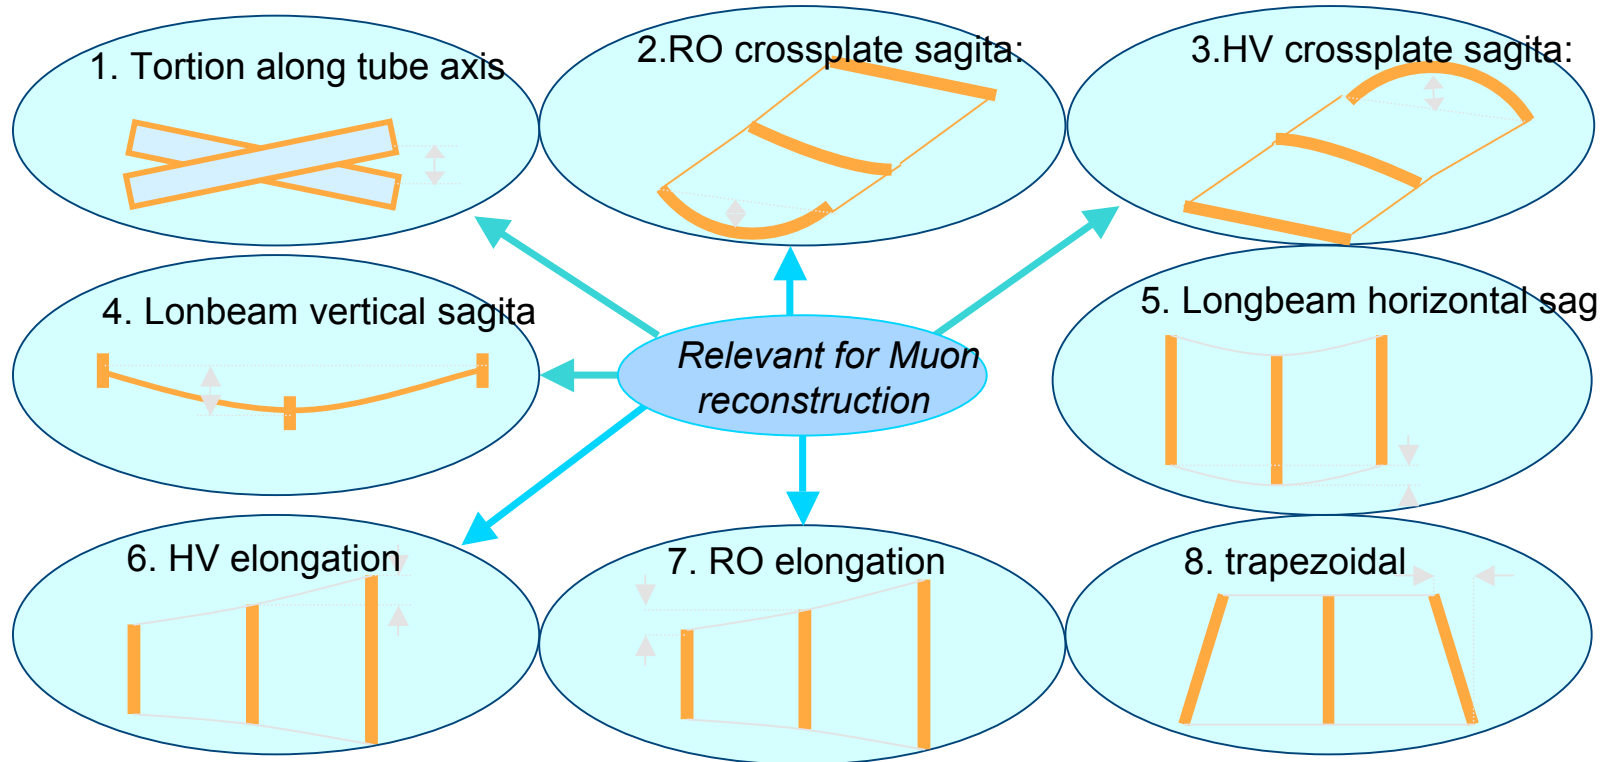 1. Tortion along tube axis
2.RO crossplate sagita:
3.HV crossplate sagita:
4. Lonbeam vertical sagita
5. Longbeam horizontal sag
Relevant for Muon
reconstruction
6. HV elongation
7. RO elongation
8. trapezoidal